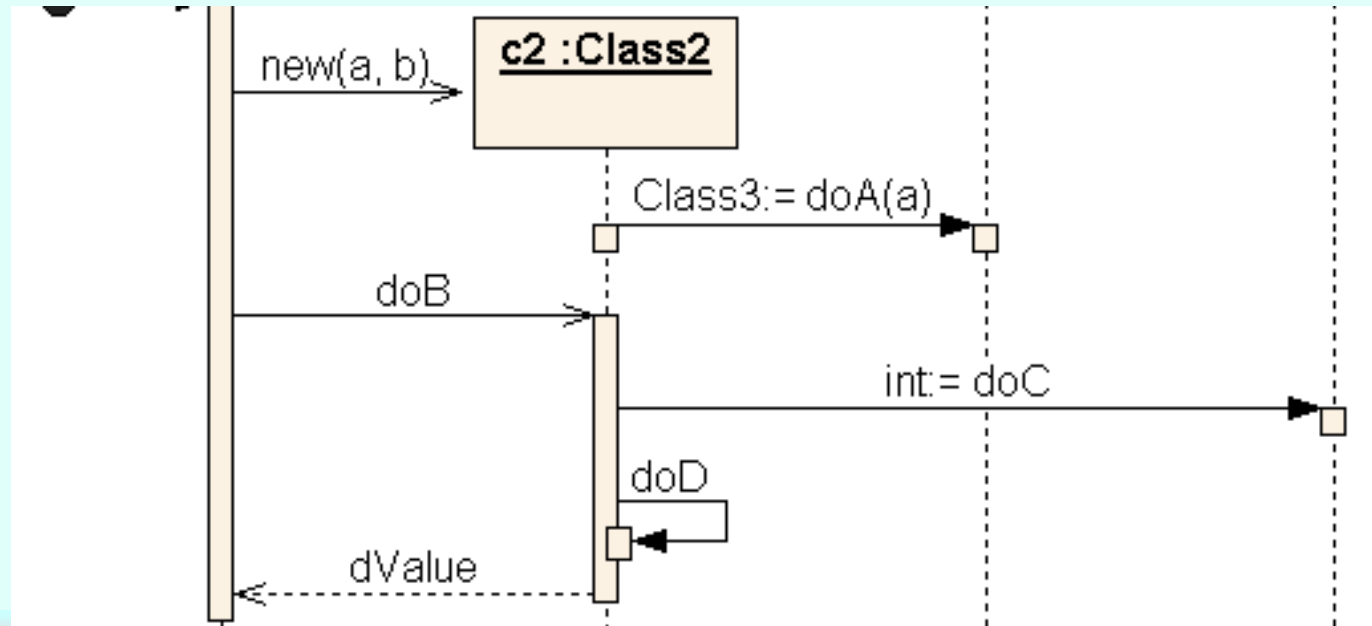 new(a, b)
c2 :Class2
Class3:= doA(a)
doB
int:= doC
doD
dValue